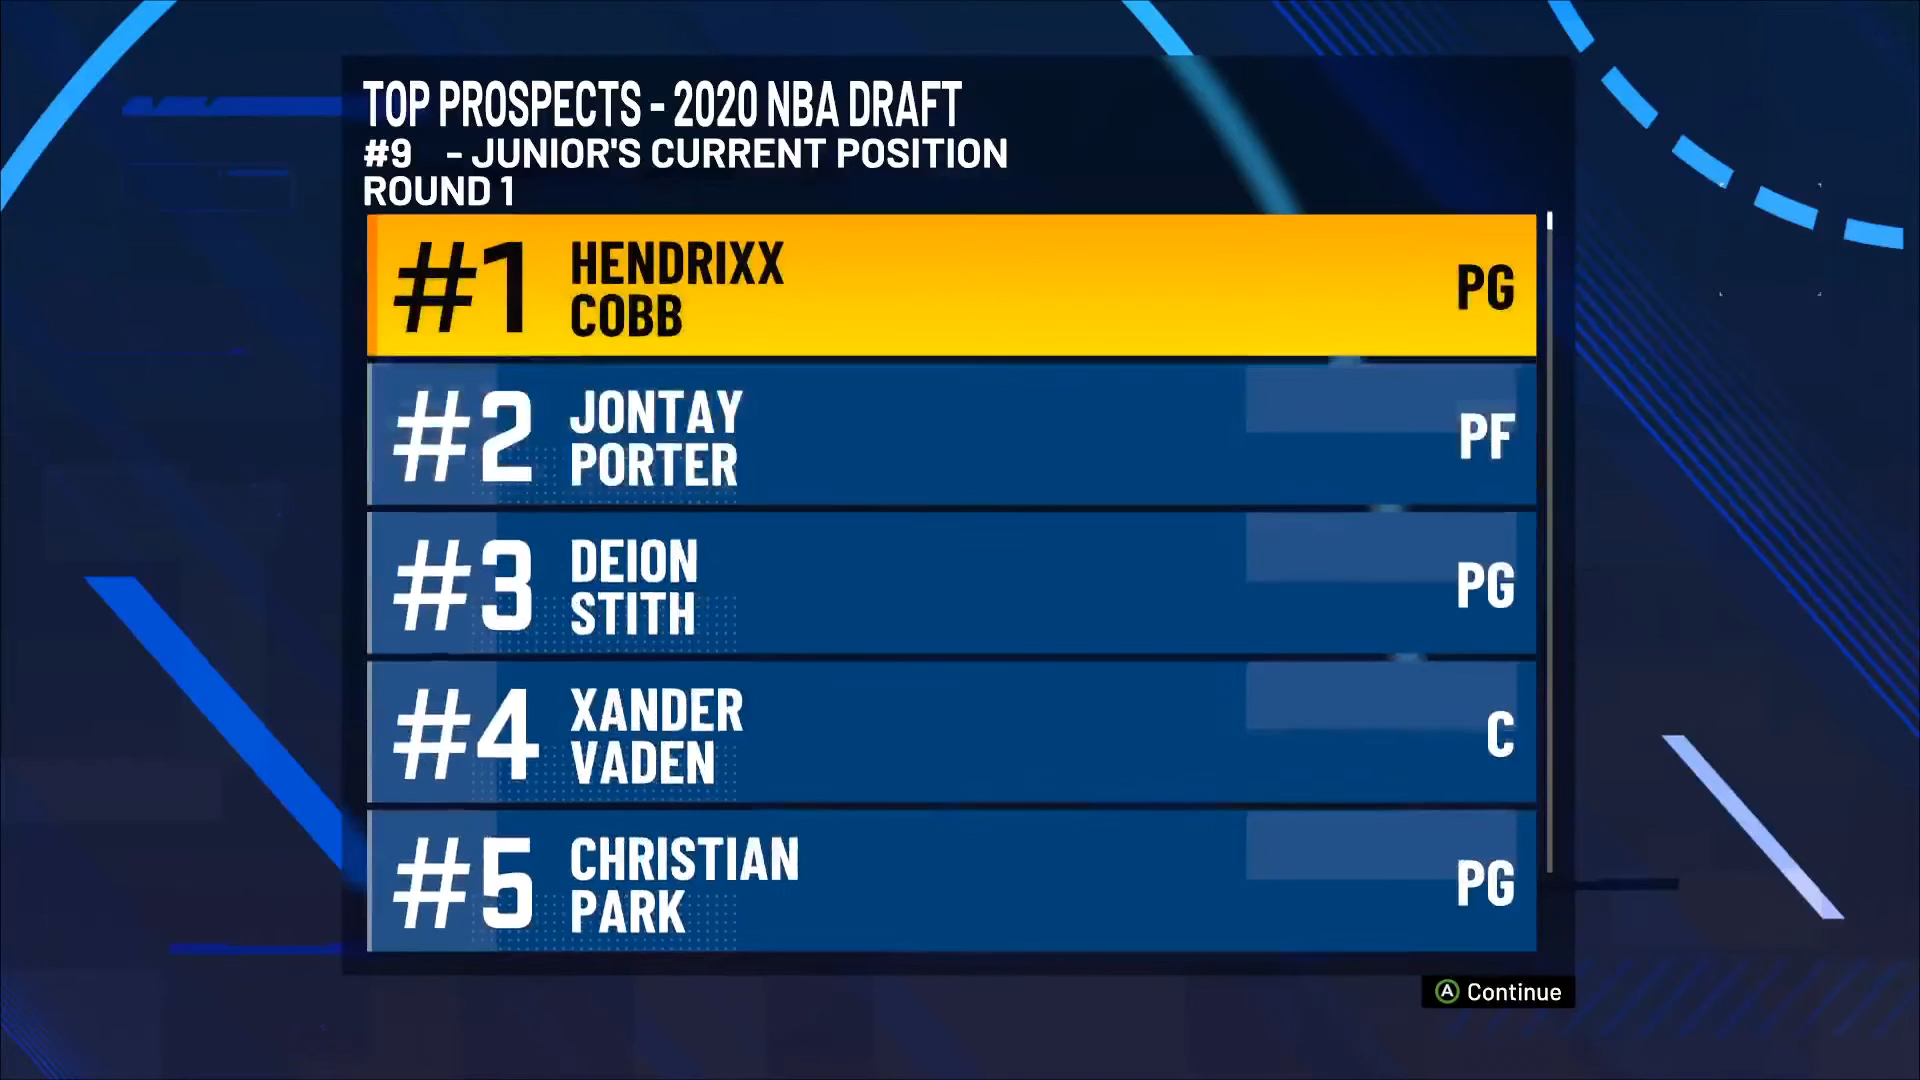 TOP PROSPECTS - 2020 NBA DRAFT
#9 - JUNIOR'S CURRENT POSITION
ROUND 1
#1 HENDRIXX COBB PG
#2 JONTAY PORTER PF
#3 DEION STITH PG
#4 XANDER VADEN C
#5 CHRISTIAN PARK PG
A Continue